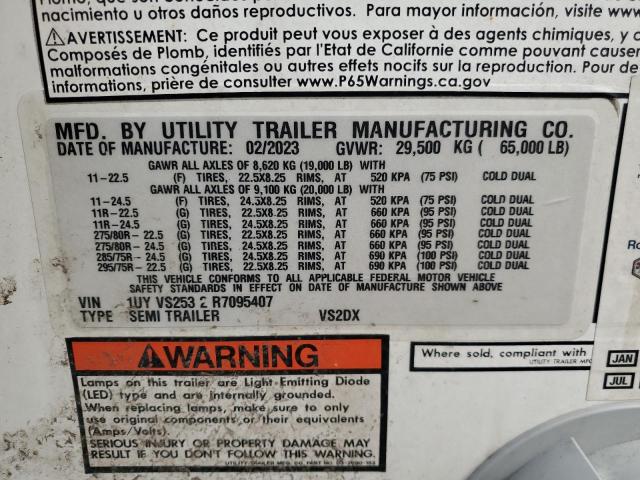 nacimiento u otros daños reproductivos. Para mayor información, visite www
⚠AVERTISSEMENT: Ce produit peut vous exposer à des agents chimiques, y c
Composés de Plomb, identifiés par l'Etat de Californie comme pouvant causer
malformations congénitales ou autres effets nocifs sur la reproduction. Pour de
informations, prière de consulter www.P65Warnings.ca.gov
MFD. BY UTILITY TRAILER MANUFACTURING CO.
DATE OF MANUFACTURE: 02/2023 GVWR: 29,500 KG ( 65,000 LB)
GAWR ALL AXLES OF 8,620 KG (19,000 LB) WITH
11-22.5 (F) TIRES, 22.5X8.25 RIMS, AT 520 KPA (75 PSI) COLD DUAL
GAWR ALL AXLES OF 9,100 KG (20,000 LB) WITH
11-24.5 (F) TIRES, 24.5X8.25 RIMS, AT 520 KPA (75 PSI) COLD DUAL
11R-22.5 (G) TIRES, 22.5X8.25 RIMS, AT 660 KPA (95 PSI) COLD DUAL
11R-24.5 (G) TIRES, 24.5X8.25 RIMS, AT 660 KPA (95 PSI) COLD DUAL
275/80R-22.5 (G) TIRES, 22.5X8.25 RIMS, AT 660 KPA (95 PSI) COLD DUAL
275/80R-24.5 (G) TIRES, 24.5X8.25 RIMS, AT 660 KPA (95 PSI) COLD DUAL
285/75R-24.5 (G) TIRES, 24.5X8.25 RIMS, AT 690 KPA (100 PSI) COLD DUAL
295/75R-22.5 (G) TIRES, 22.5X8.25 RIMS, AT 690 KPA (100 PSI) COLD DUAL
THIS VEHICLE CONFORMS TO ALL APPLICABLE FEDERAL MOTOR VEHICLE
SAFETY STANDARDS IN EFFECT ON DATE OF MANUFACTURE SHOWN ABOVE
VIN 1UY VS253 2 R7095407
TYPE SEMI TRAILER VS2DX
⚠WARNING
Lamps on this trailer are Light-Emitting Diode
(LED) type and are internally grounded.
When replacing lamps, make sure to only
use original components or their equivalents
(Amps/Volts).
SERIOUS INJURY OR PROPERTY DAMAGE MAY
RESULT IF YOU DON'T FOLLOW THIS WARNING.
UTILITY TRAILER MFG. CO. PART NO.
Where sold, compliant with
UTILITY TRAILER MFG
Ro
JAN
JUL